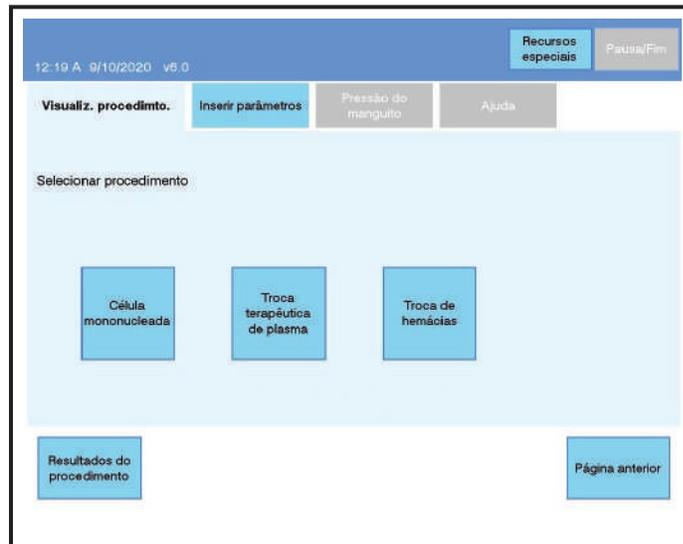 Recursos
especiais
Pausa/Fim
12:19 A 9/10/2020 v6.0
Visualiz. procedimto.
Inserir parâmetros
Pressão do
manguito
Ajuda
Selecionar procedimento
Célula
mononucleada
Troca
terapêutica
de plasma
Troca de
hemácias
Resultados do
procedimento
Página anterior